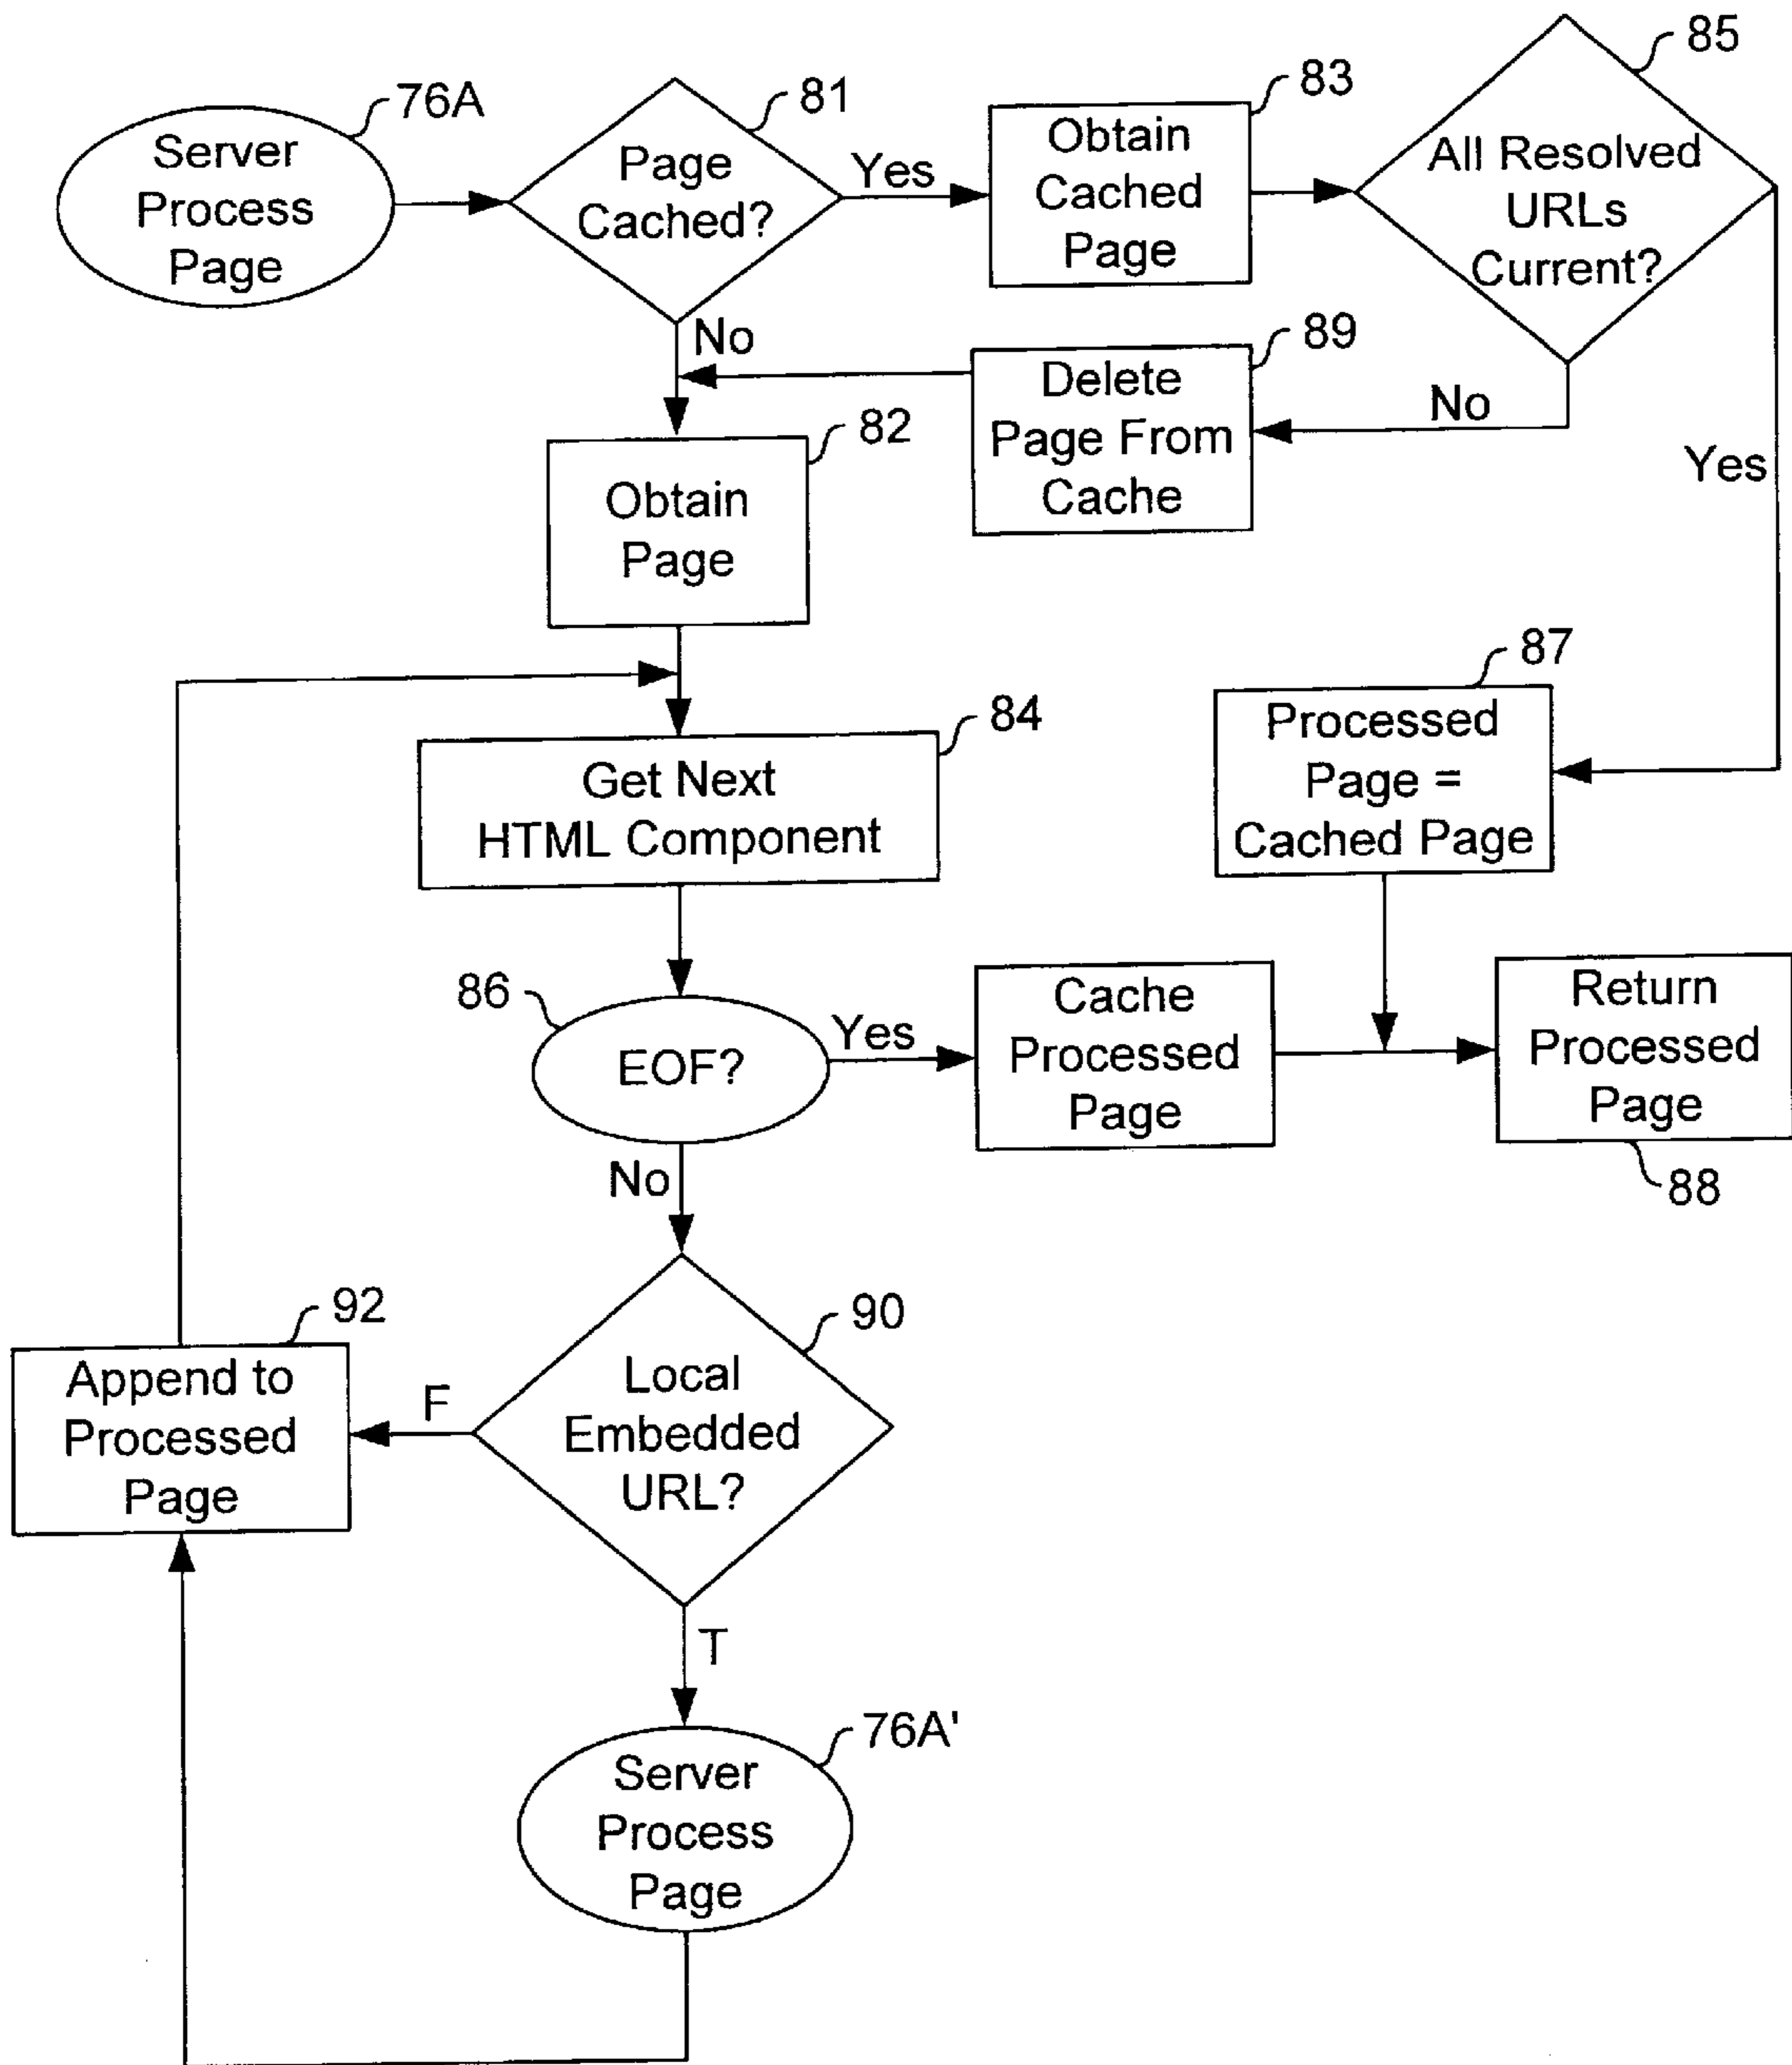 76A
Server
Process
Page
81
Page
Cached?
Yes
83
Obtain
Cached
Page
85
All Resolved
URLs
Current?
No
89
Delete
Page From
Cache
No
Yes
82
Obtain
Page
87
Processed
Page =
Cached Page
84
Get Next
HTML Component
86
EOF?
Yes
Cache
Processed
Page
Return
Processed
Page
88
No
92
Append to
Processed
Page
F
90
Local
Embedded
URL?
T
76A'
Server
Process
Page